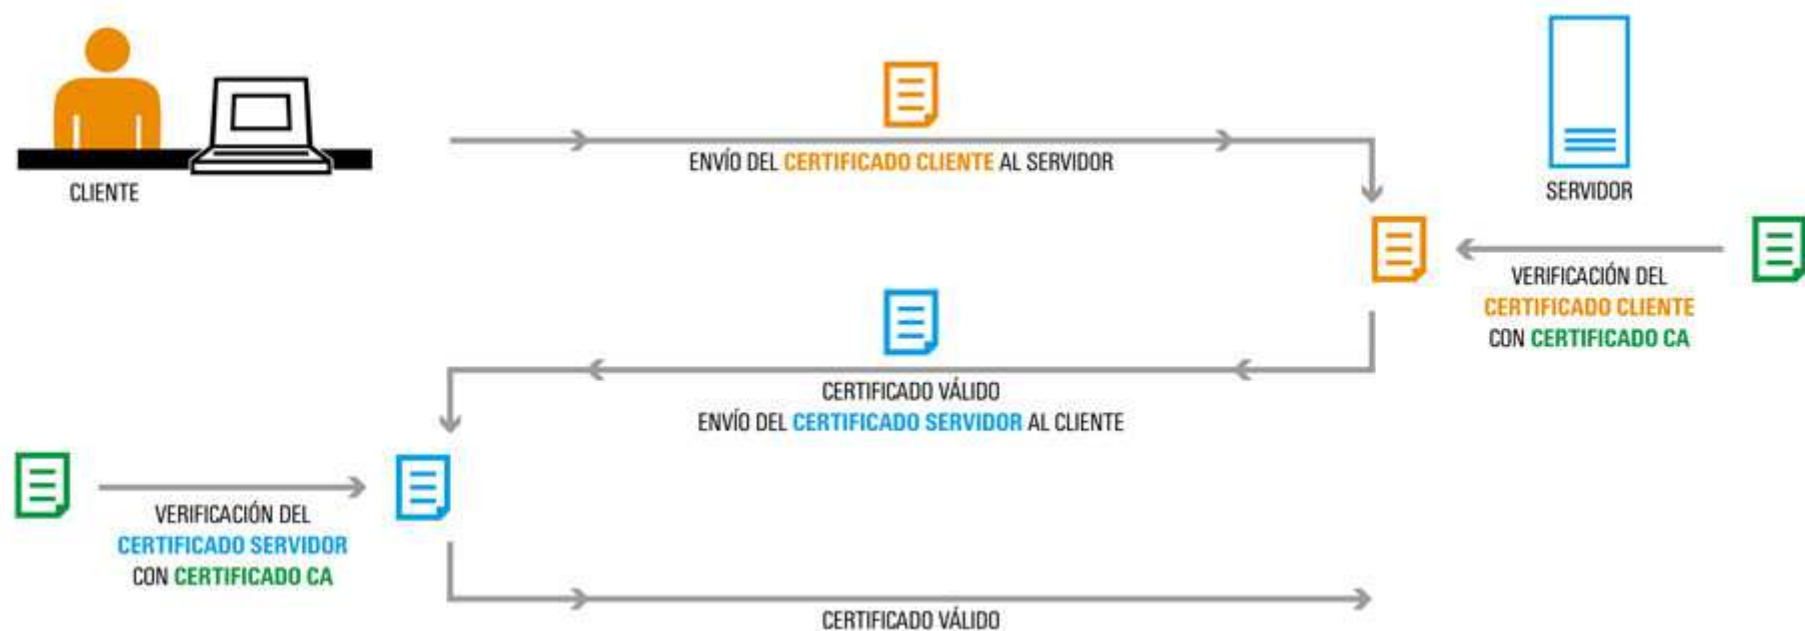 CLIENTE
ENVÍO DEL CERTIFICADO CLIENTE AL SERVIDOR
SERVIDOR
VERIFICACIÓN DEL
CERTIFICADO CLIENTE
CON CERTIFICADO CA
CERTIFICADO VÁLIDO
ENVÍO DEL CERTIFICADO SERVIDOR AL CLIENTE
VERIFICACIÓN DEL
CERTIFICADO SERVIDOR
CON CERTIFICADO CA
CERTIFICADO VÁLIDO